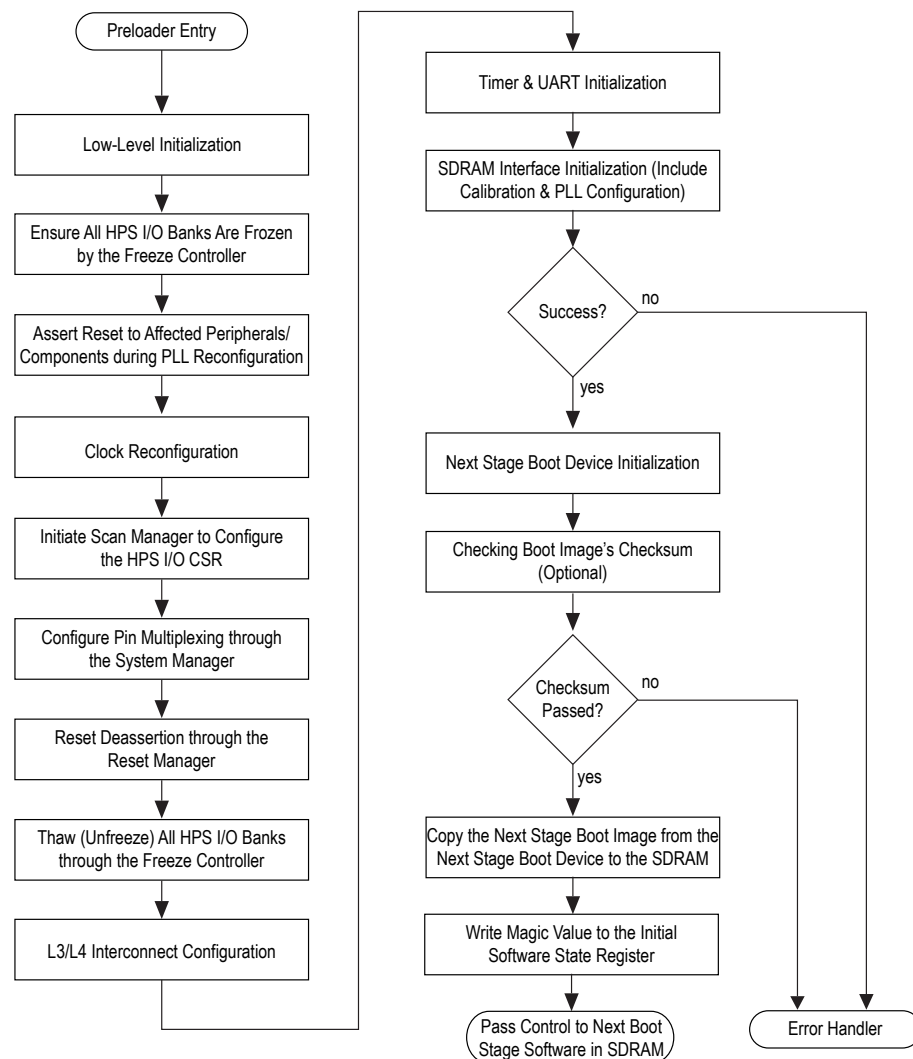 Preloader Entry
Low-Level Initialization
Ensure All HPS I/O Banks Are Frozen
by the Freeze Controller
Assert Reset to Affected Peripherals/
Components during PLL Reconfiguration
Clock Reconfiguration
Initiate Scan Manager to Configure
the HPS I/O CSR
Configure Pin Multiplexing through
the System Manager
Reset Deassertion through the
Reset Manager
Thaw (Unfreeze) All HPS I/O Banks
through the Freeze Controller
L3/L4 Interconnect Configuration
Timer & UART Initialization
SDRAM Interface Initialization (Include
Calibration & PLL Configuration)
Success?
no
yes
Next Stage Boot Device Initialization
Checking Boot Image’s Checksum
(Optional)
Checksum
Passed?
no
yes
Copy the Next Stage Boot Image from the
Next Stage Boot Device to the SDRAM
Write Magic Value to the Initial
Software State Register
Pass Control to Next Boot
Stage Software in SDRAM
Error Handler